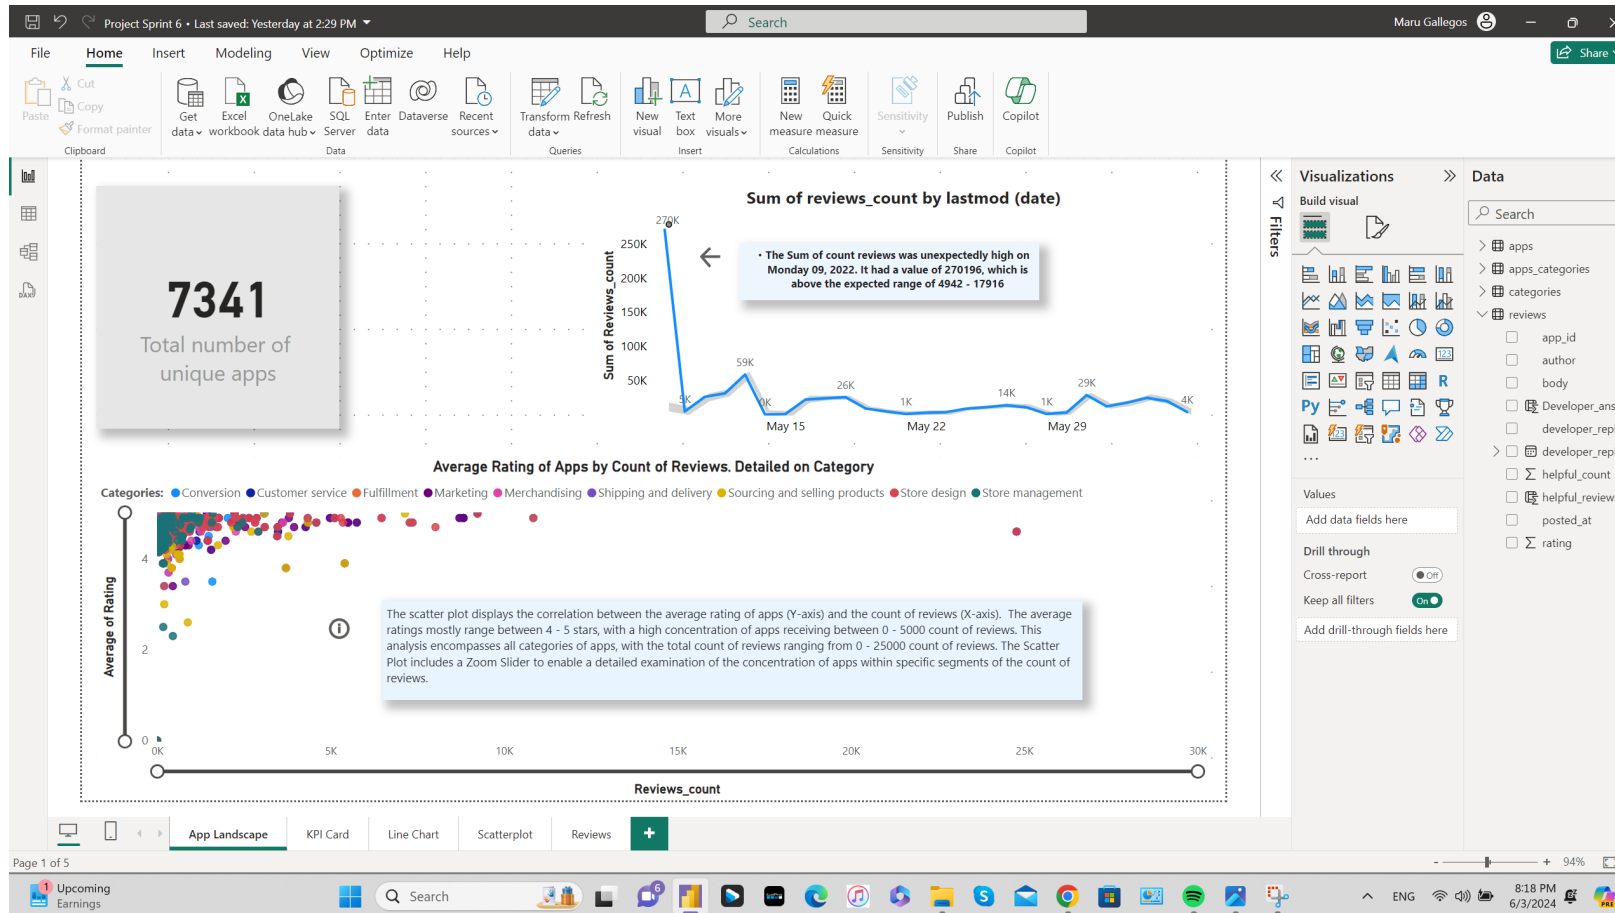 Project Sprint 6 • Last saved: Yesterday at 2:29 PM
Search
Maru Gallegos
File Home Insert Modeling View Optimize Help
Share
Paste
Cut
Copy
Format painter
Clipboard
Get data
Excel workbook
OneLake data hub
SQL Server
Enter data
Dataverse
Recent sources
Data
Transform data
Refresh
Queries
New visual
Text box
More visuals
Insert
New measure
Quick measure
Calculations
Sensitivity
Sensitivity
Publish
Share
Copilot
Copilot
7341
Total number of
unique apps
Sum of reviews_count by lastmod (date)
Sum of Reviews_count
250K
200K
150K
100K
50K
270K
5K
59K
0K
26K
1K
14K
1K
29K
4K
May 15
May 22
May 29
• The Sum of count reviews was unexpectedly high on
Monday 09, 2022. It had a value of 270196, which is
above the expected range of 4942 - 17916
Average Rating of Apps by Count of Reviews. Detailed on Category
Categories: Conversion Customer service Fulfillment Marketing Merchandising Shipping and delivery Sourcing and selling products Store design Store management
Average of Rating
4
2
0
The scatter plot displays the correlation between the average rating of apps (Y-axis) and the count of reviews (X-axis). The average
ratings mostly range between 4 - 5 stars, with a high concentration of apps receiving between 0 - 5000 count of reviews. This
analysis encompasses all categories of apps, with the total count of reviews ranging from 0 - 25000 count of reviews. The Scatter
Plot includes a Zoom Slider to enable a detailed examination of the concentration of apps within specific segments of the count of
reviews.
0K 5K 10K 15K 20K 25K 30K
Reviews_count
Filters
Visualizations
Build visual
123
R
Py
123
...
Values
Add data fields here
Drill through
Cross-report
Off
Keep all filters
On
Add drill-through fields here
Data
Search
apps
apps_categories
categories
reviews
app_id
author
body
Developer_ans
developer_rep
developer_rep
helpful_count
helpful_review
posted_at
rating
DAX
App Landscape KPI Card Line Chart Scatterplot Reviews +
Page 1 of 5
- + 94%
1
Upcoming
Earnings
Search
6
ENG
8:18 PM
6/3/2024
PRE